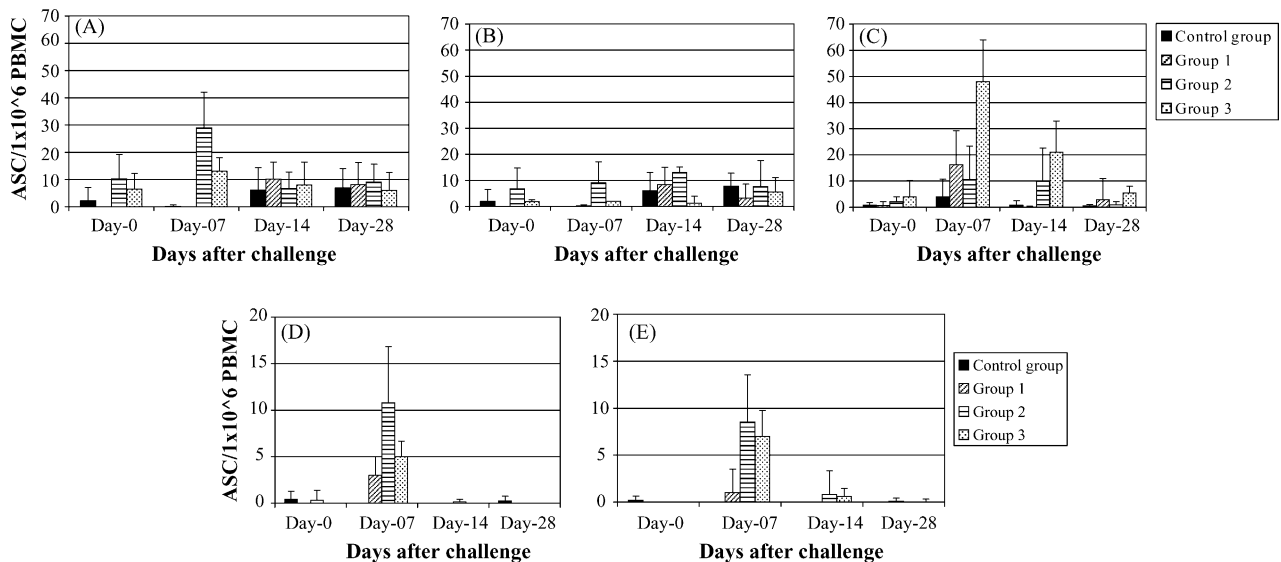 ASC/1x10^6 PBMC
70
60
50
40
30
20
10
0
(A)
Day-0 Day-07 Day-14 Day-28
Days after challenge
70
60
50
40
30
20
10
0
(B)
Day-0 Day-07 Day-14 Day-28
Days after challenge
70
60
50
40
30
20
10
0
(C)
Day-0 Day-07 Day-14 Day-28
Days after challenge
Control group
Group 1
Group 2
Group 3
ASC/1x10^6 PBMC
20
15
10
5
0
(D)
Day-0 Day-07 Day-14 Day-28
Days after challenge
20
15
10
5
0
(E)
Day-0 Day-07 Day-14 Day-28
Days after challenge
Control group
Group 1
Group 2
Group 3